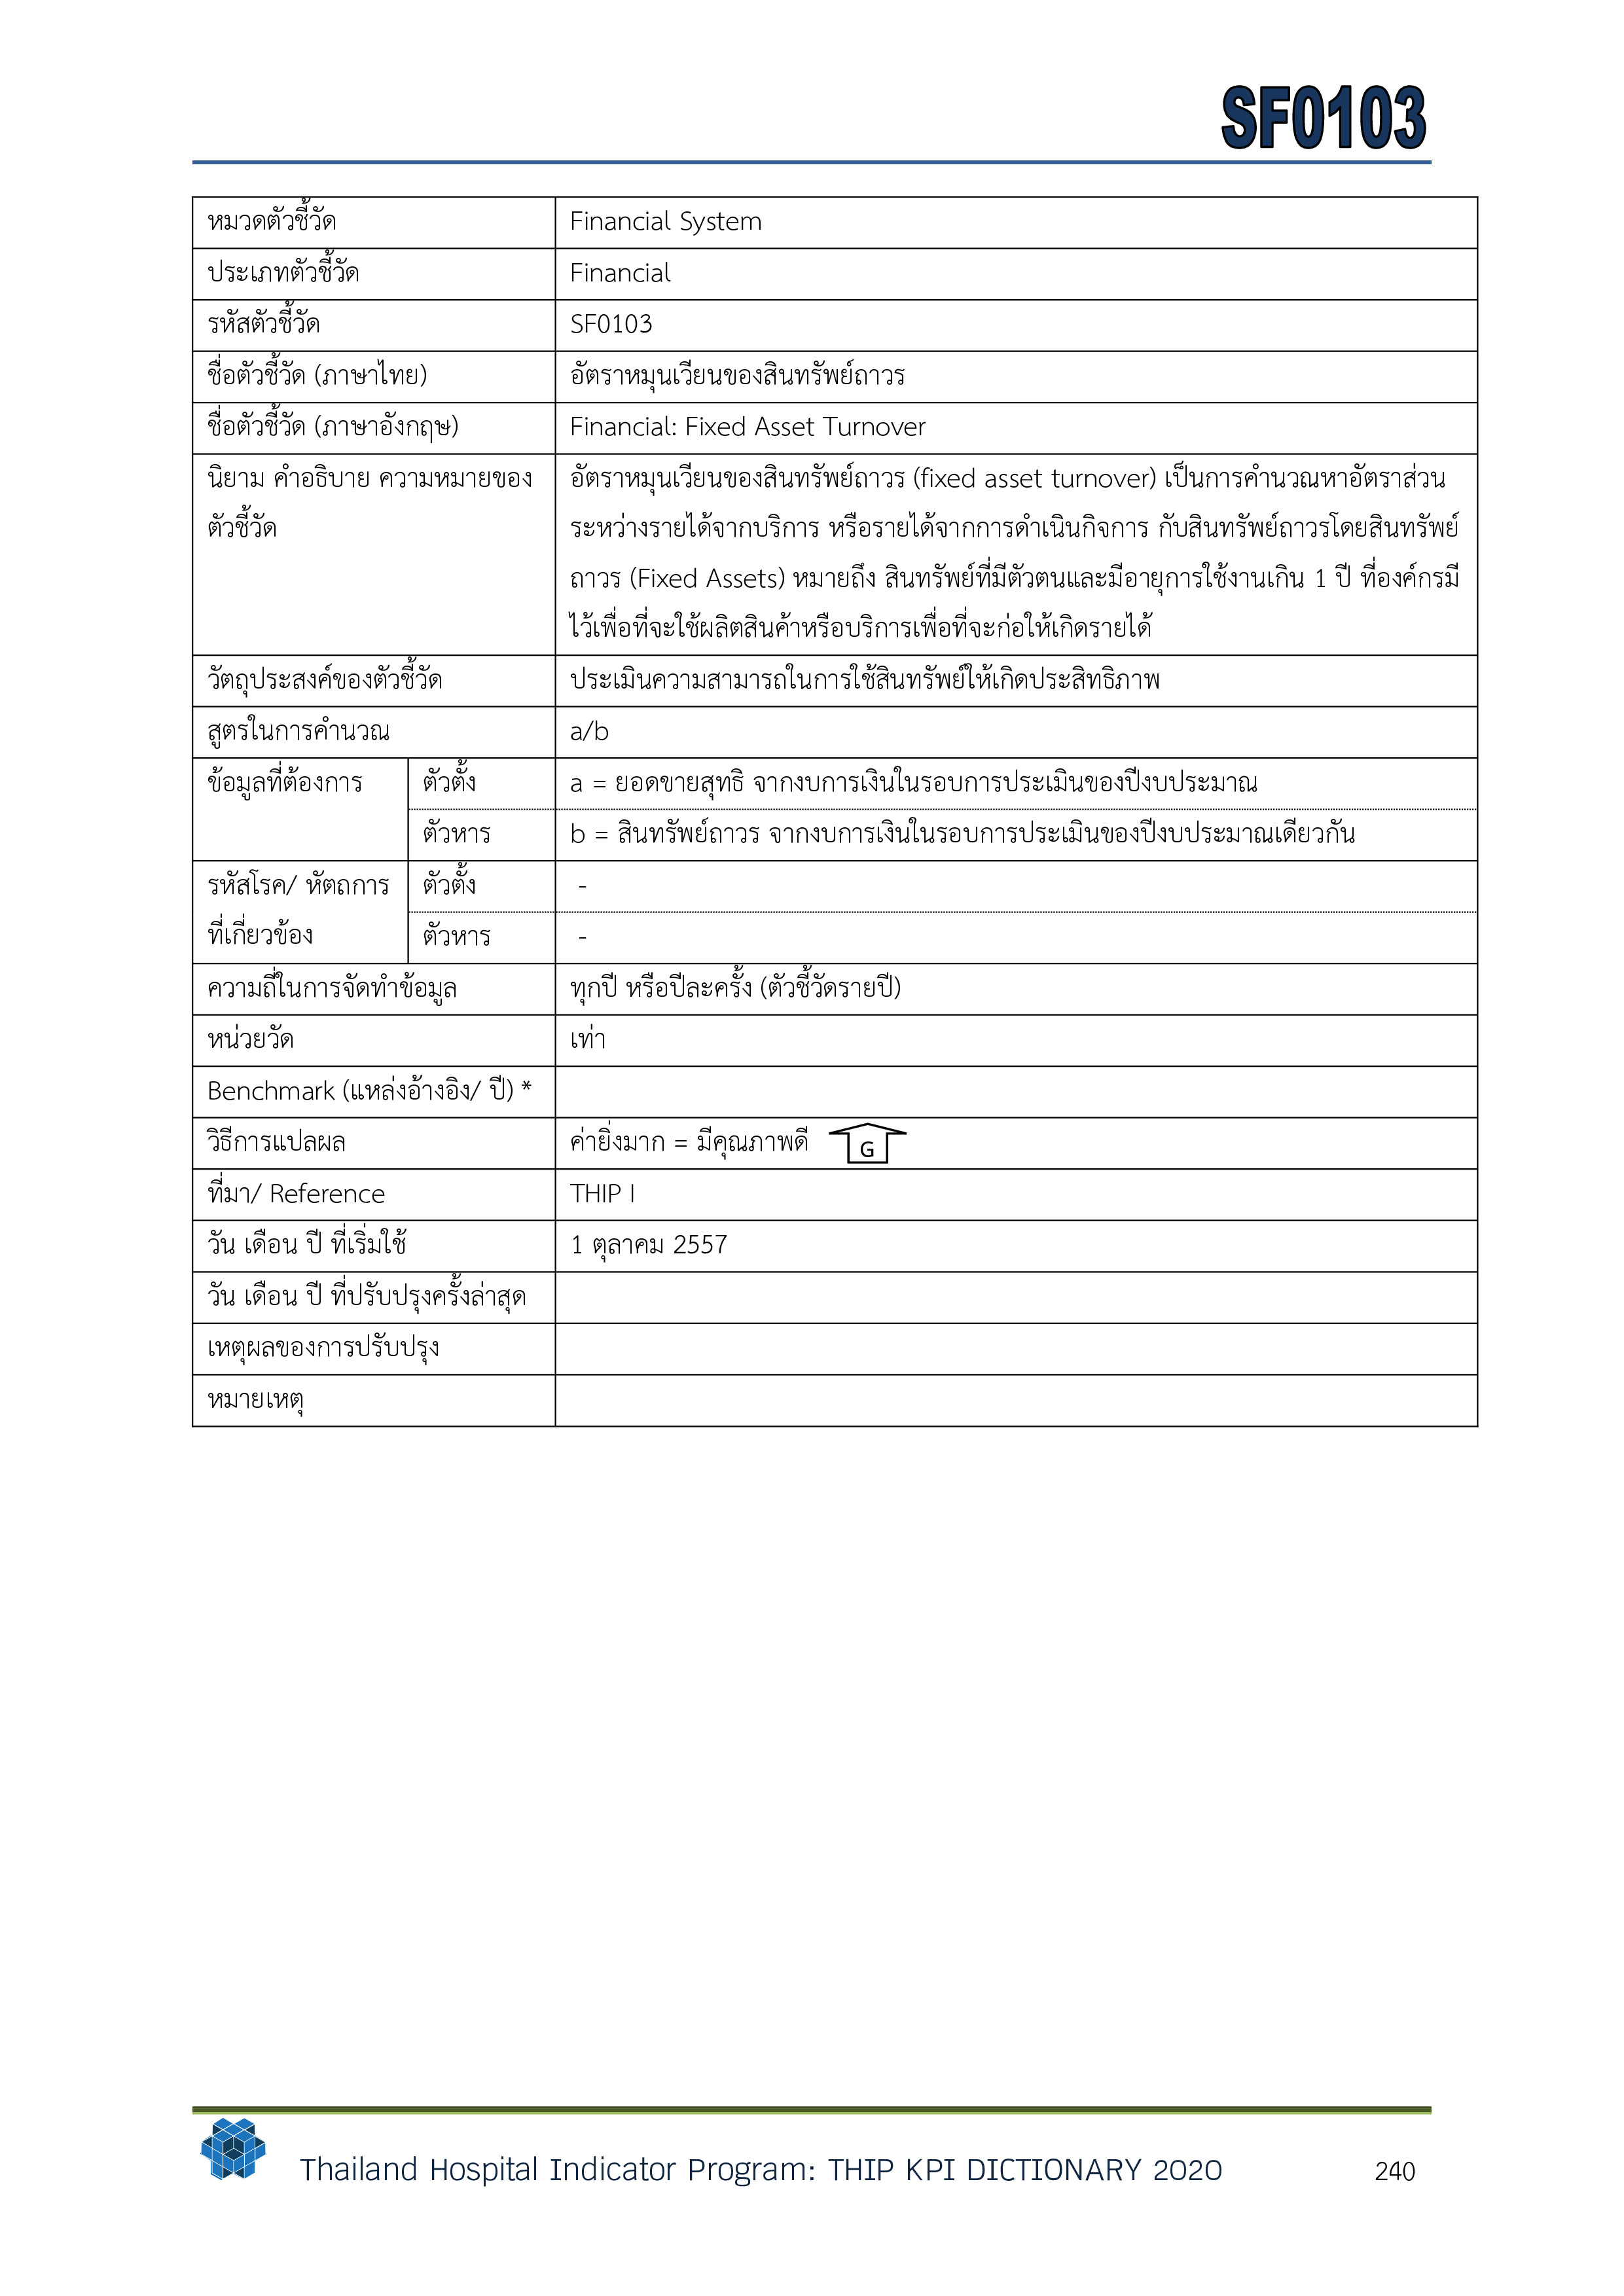 SF0103
หมวดตัวชี้วัด Financial System
ประเภทตัวชี้วัด Financial
รหัสตัวชี้วัด SF0103
ชื่อตัวชี้วัด (ภาษาไทย) อัตราหมุนเวียนของสินทรัพย์ถาวร
ชื่อตัวชี้วัด (ภาษาอังกฤษ) Financial: Fixed Asset Turnover
นิยาม คำอธิบาย ความหมายของ อัตราหมุนเวียนของสินทรัพย์ถาวร (fixed asset turnover) เป็นการคำนวณหาอัตราส่วน
ตัวชี้วัด ระหว่างรายได้จากบริการ หรือรายได้จากการดำเนินกิจการ กับสินทรัพย์ถาวรโดยสินทรัพย์
ถาวร (Fixed Assets) หมายถึง สินทรัพย์ที่มีตัวตนและมีอายุการใช้งานเกิน 1 ปี ที่องค์กรมี
ไว้เพื่อที่จะใช้ผลิตสินค้าหรือบริการเพื่อที่จะก่อให้เกิดรายได้
วัตถุประสงค์ของตัวชี้วัด ประเมินความสามารถในการใช้สินทรัพย์ให้เกิดประสิทธิภาพ
สูตรในการคำนวณ a/b
ข้อมูลที่ต้องการ ตัวตั้ง a = ยอดขายสุทธิ จากงบการเงินในรอบการประเมินของปีงบประมาณ
ตัวหาร b = สินทรัพย์ถาวร จากงบการเงินในรอบการประเมินของปีงบประมาณเดียวกัน
รหัสโรค/ หัตถการ ตัวตั้ง -
ที่เกี่ยวข้อง ตัวหาร -
ความถี่ในการจัดทำข้อมูล ทุกปี หรือปีละครั้ง (ตัวชี้วัดรายปี)
หน่วยวัด เท่า
Benchmark (แหล่งอ้างอิง/ ปี) *
วิธีการแปลผล ค่ายิ่งมาก = มีคุณภาพดี G
ที่มา/ Reference THIP I
วัน เดือน ปี ที่เริ่มใช้ 1 ตุลาคม 2557
วัน เดือน ปี ที่ปรับปรุงครั้งล่าสุด
เหตุผลของการปรับปรุง
หมายเหตุ
Thailand Hospital Indicator Program: THIP KPI DICTIONARY 2020 240